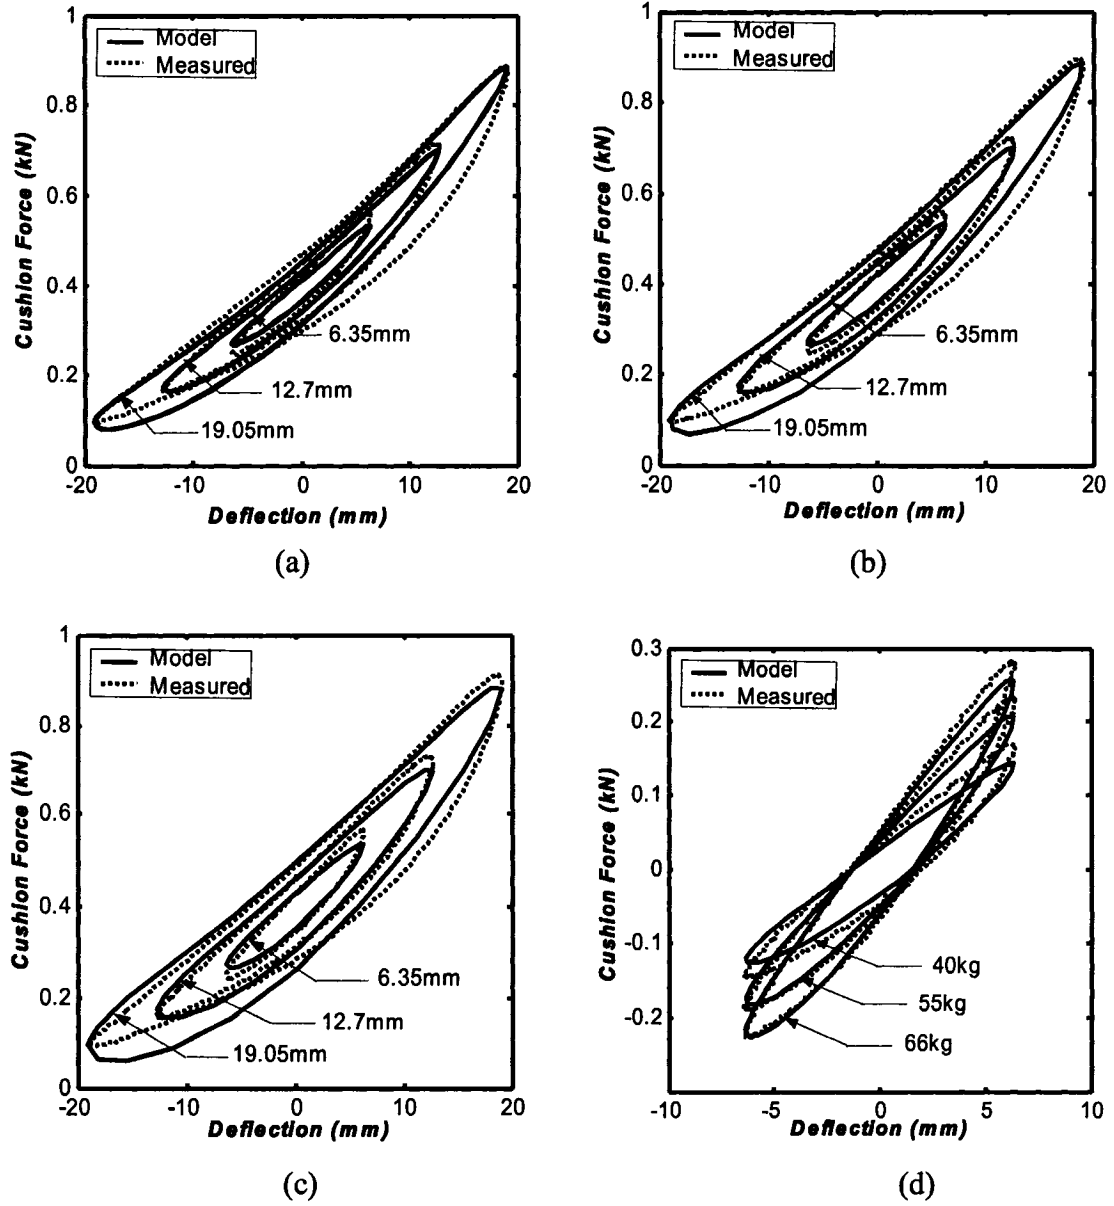 1
Model
Measured
0.8
0.6
0.4
0.2
0
Cushion Force (kN)
6.35mm
12.7mm
19.05mm
-20 -10 0 10 20
Deflection (mm)
(a)
1
Model
Measured
0.8
0.6
0.4
0.2
0
Cushion Force (kN)
6.35mm
12.7mm
19.05mm
-20 -10 0 10 20
Deflection (mm)
(b)
1
Model
Measured
0.8
0.6
0.4
0.2
0
Cushion Force (kN)
6.35mm
12.7mm
19.05mm
-20 -10 0 10 20
Deflection (mm)
(c)
0.3
Model
Measured
0.2
0.1
0
-0.1
-0.2
Cushion Force (kN)
40kg
55kg
66kg
-10 -5 0 5 10
Deflection (mm)
(d)